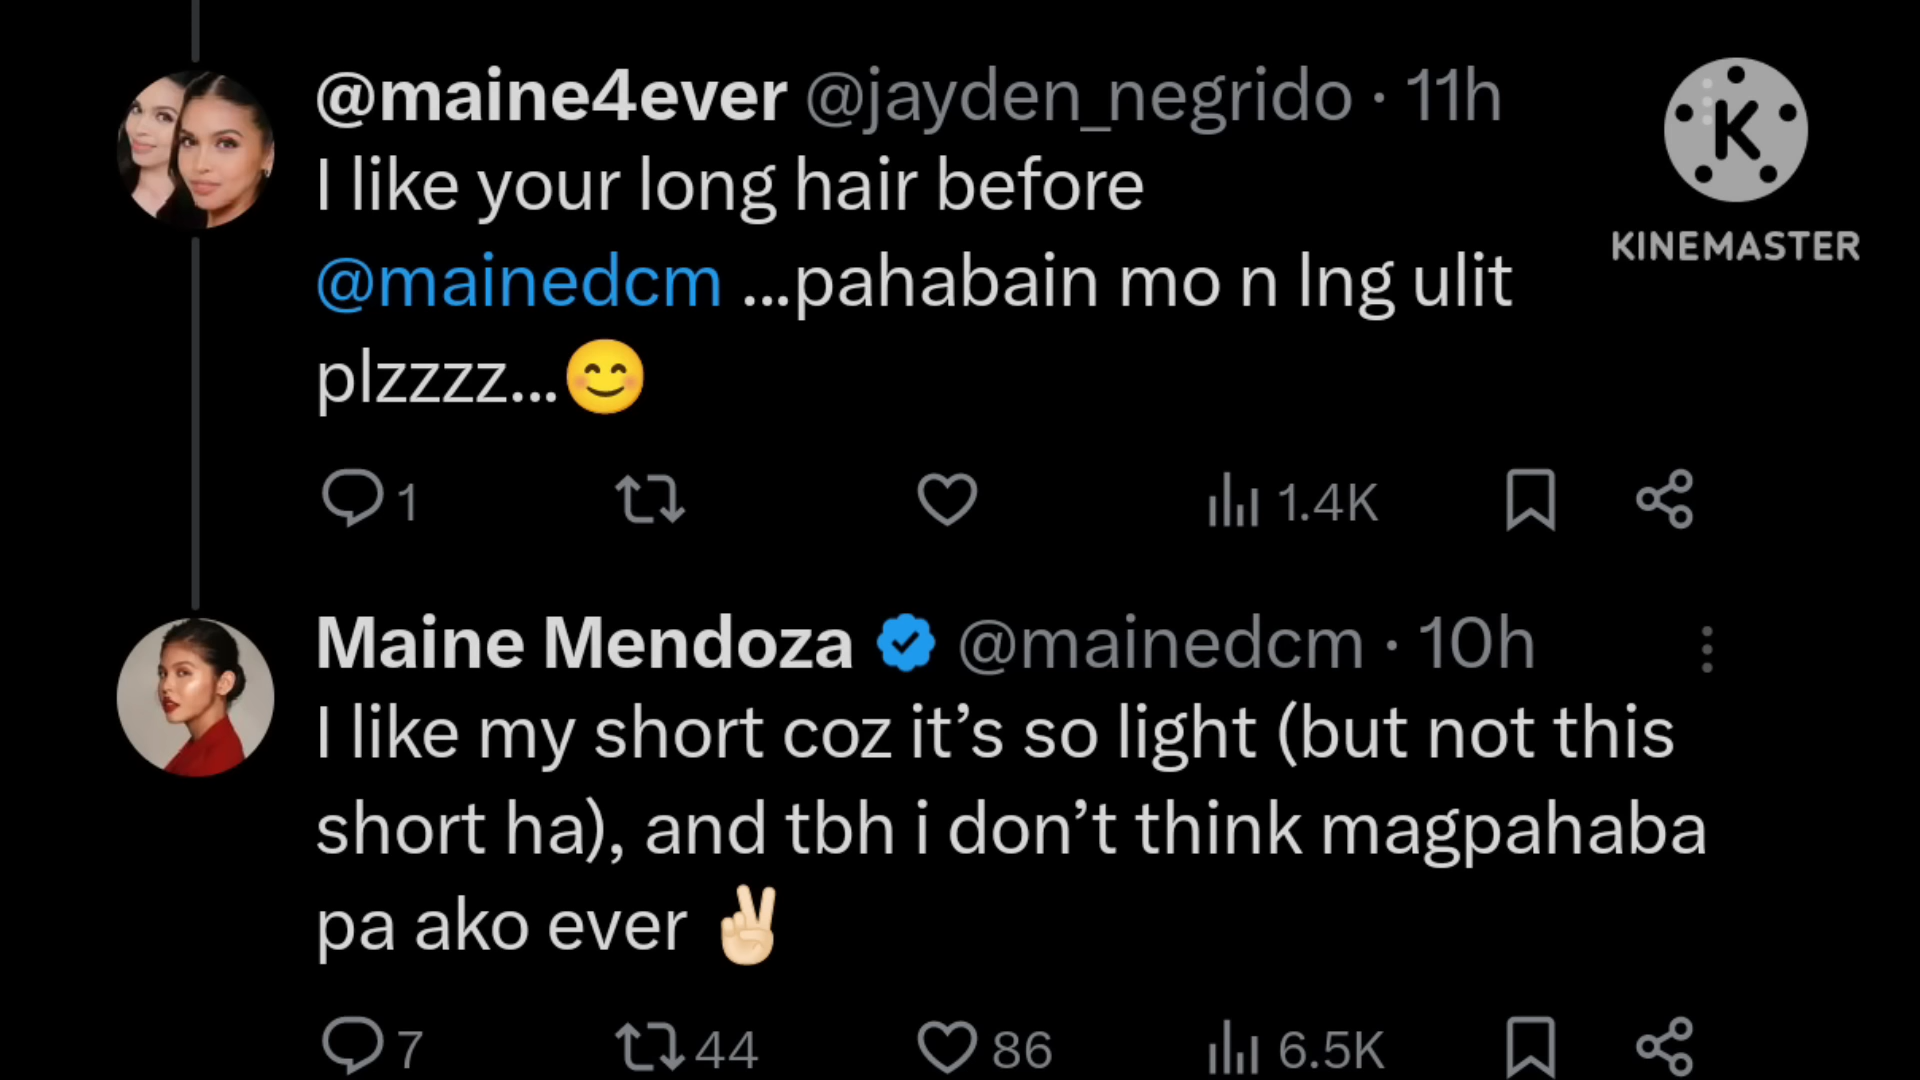 @maine4ever @jayden_negrido · 11h
I like your long hair before
@mainedcm ...pahabain mo n lng ulit
plzzzz...😊
1 1.4K
K
KINEMASTER
Maine Mendoza @mainedcm · 10h
I like my short coz it’s so light (but not this
short ha), and tbh i don’t think magpahaba
pa ako ever ✌🏻
7 44 86 6.5K